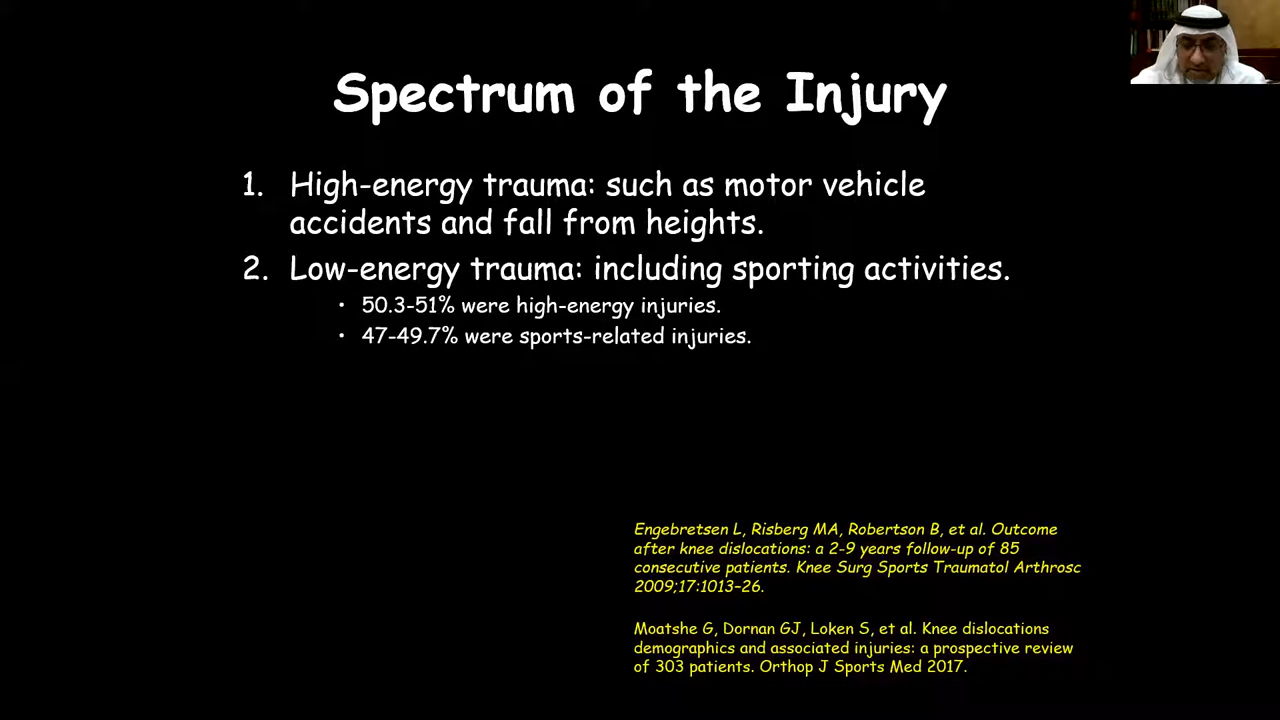 Spectrum of the Injury
1. High-energy trauma: such as motor vehicle
accidents and fall from heights.
2. Low-energy trauma: including sporting activities.
• 50.3-51% were high-energy injuries.
• 47-49.7% were sports-related injuries.
Engebretsen L, Risberg MA, Robertson B, et al. Outcome
after knee dislocations: a 2-9 years follow-up of 85
consecutive patients. Knee Surg Sports Traumatol Arthrosc
2009;17:1013–26.
Moatshe G, Dornan GJ, Loken S, et al. Knee dislocations
demographics and associated injuries: a prospective review
of 303 patients. Orthop J Sports Med 2017.